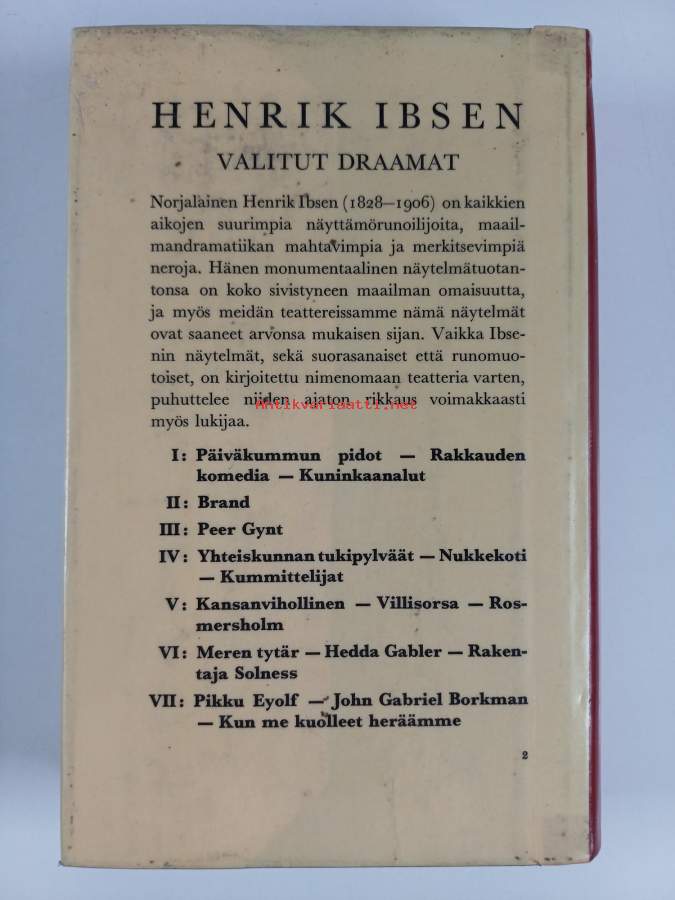 HENRIK IBSEN
VALITUT DRAAMAT
Norjalainen Henrik Ibsen (1828—1906) on kaikkien
aikojen suurimpia näyttämörunoilijoita, maail-
mandramatiikan mahtavimpia ja merkitsevimpiä
neroja. Hänen monumentaalinen näytelmätuotan-
tonsa on koko sivistyneen maailman omaisuutta,
ja myös meidän teattereissamme nämä näytelmät
ovat saaneet arvonsa mukaisen sijan. Vaikka Ibse-
nin näytelmät, sekä suorasanaiset että runomuo-
toiset, on kirjoitettu nimenomaan teatteria varten,
puhuttelee niiden ajaton rikkaus voimakkaasti
Antikvariaatti.net
myös lukijaa.
I: Päiväkummun pidot — Rakkauden
komedia — Kuninkaanalut
II: Brand
III: Peer Gynt
IV: Yhteiskunnan tukipylväät — Nukkekoti
— Kummittelijat
V: Kansanvihollinen — Villisorsa — Ros-
mersholm
VI: Meren tytär — Hedda Gabler — Raken-
taja Solness
VII: Pikku Eyolf — John Gabriel Borkman
— Kun me kuolleet heräämme
2